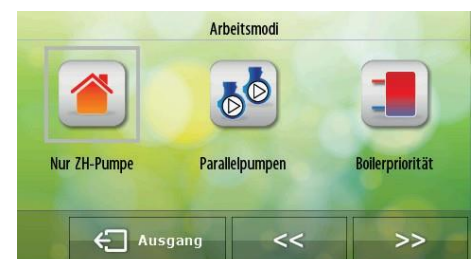 Arbeitsmodi
Nur ZH-Pumpe Parallelpumpen Boilerpriorität
Ausgang << >>